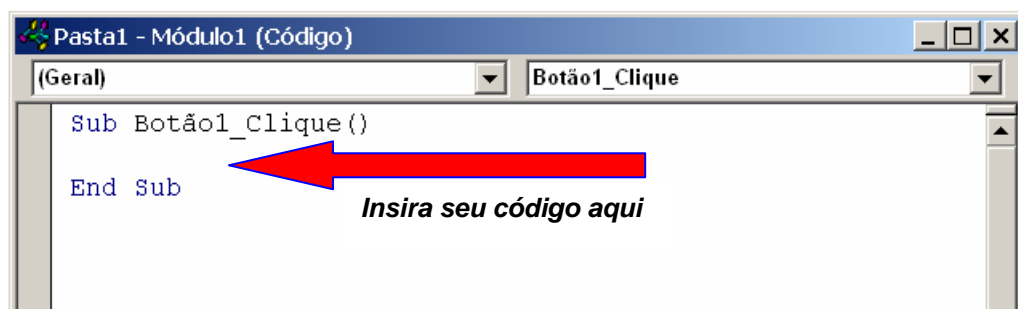 Pasta1 - Módulo1 (Código)
(Geral) Botão1_Clique
Sub Botão1_Clique()
End Sub
Insira seu código aqui